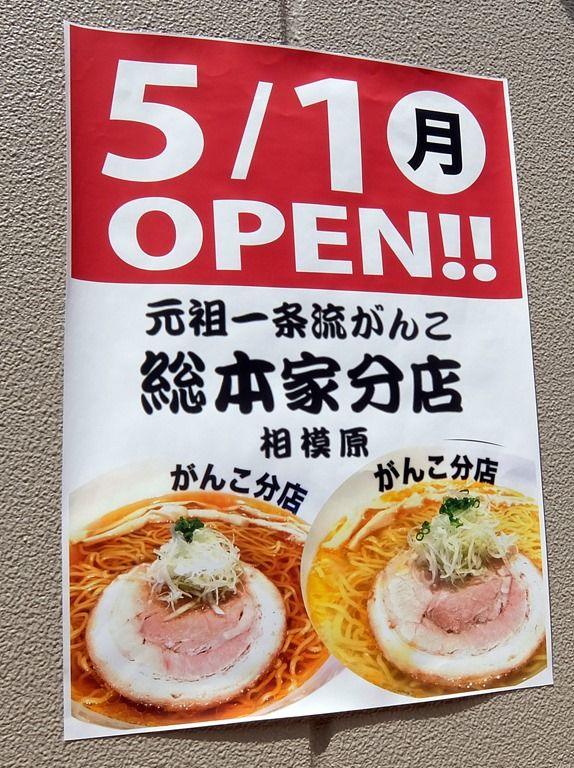 5/1月
OPEN!!
元祖一条流がんこ
総本家分店
相模原
がんこ分店
がんこ分店